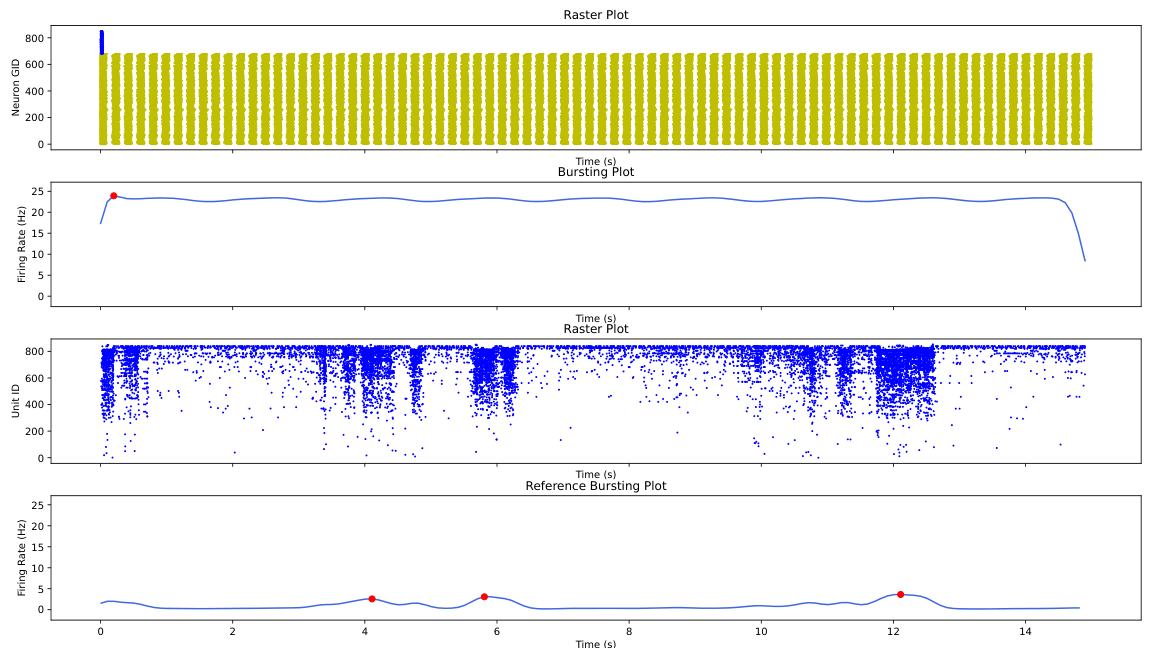 Raster Plot
Neuron GID
800
600
400
200
0
Time (s)
Bursting Plot
Firing Rate (Hz)
25
20
15
10
5
0
Time (s)
Raster Plot
Unit ID
800
600
400
200
0
Time (s)
Reference Bursting Plot
Firing Rate (Hz)
25
20
15
10
5
0
0 2 4 6 8 10 12 14
Time (s)